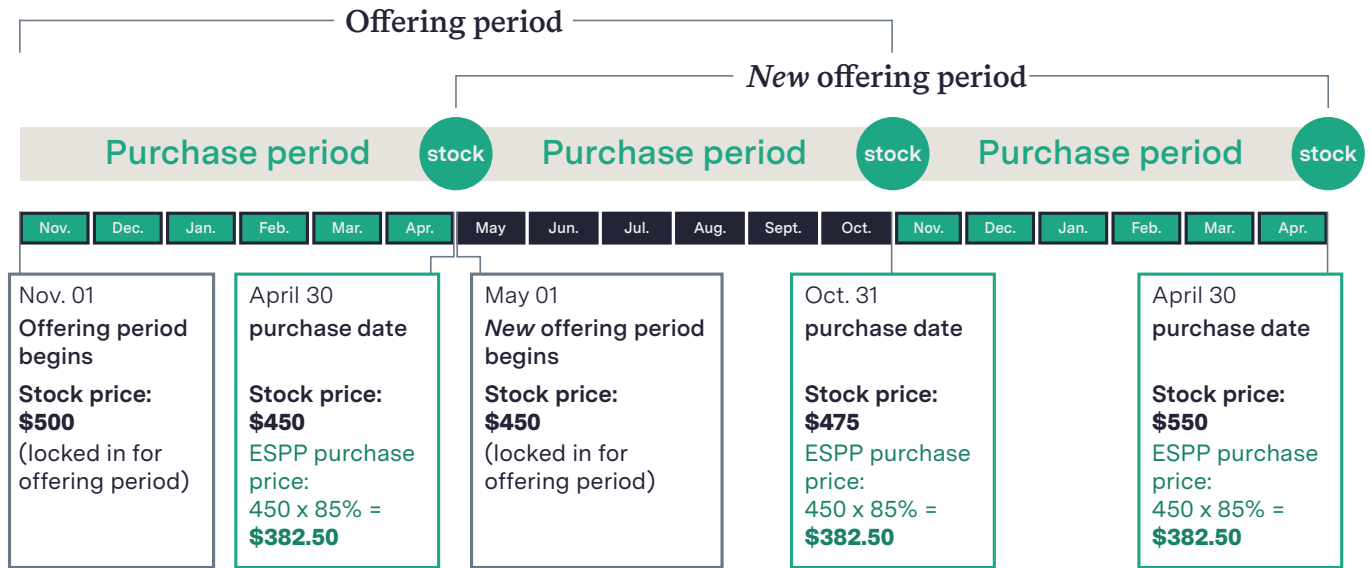 Offering period
New offering period
Purchase period
stock
Purchase period
stock
Purchase period
stock
Nov.
Dec.
Jan.
Feb.
Mar.
Apr.
May
Jun.
Jul.
Aug.
Sept.
Oct.
Nov.
Dec.
Jan.
Feb.
Mar.
Apr.
Nov. 01
Offering period
begins
Stock price:
$500
(locked in for
offering period)
April 30
purchase date
Stock price:
$450
ESPP purchase
price:
450 x 85% =
$382.50
May 01
New offering period
begins
Stock price:
$450
(locked in for
offering period)
Oct. 31
purchase date
Stock price:
$475
ESPP purchase
price:
450 x 85% =
$382.50
April 30
purchase date
Stock price:
$550
ESPP purchase
price:
450 x 85% =
$382.50